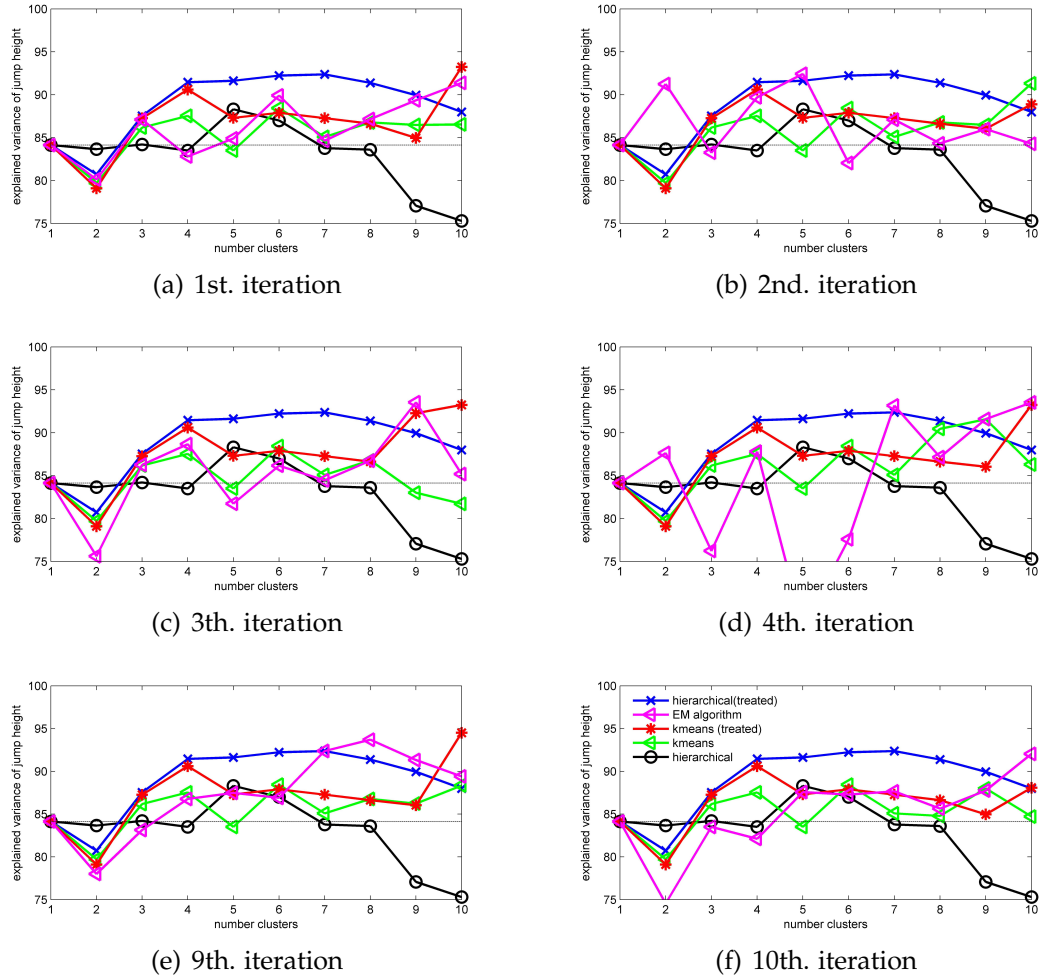 100
95
90
85
80
75
explained variance of jump height
1 2 3 4 5 6 7 8 9 10
number clusters
(a) 1st. iteration
100
95
90
85
80
75
explained variance of jump height
1 2 3 4 5 6 7 8 9 10
number clusters
(b) 2nd. iteration
100
95
90
85
80
75
explained variance of jump height
1 2 3 4 5 6 7 8 9 10
number clusters
(c) 3th. iteration
100
95
90
85
80
75
explained variance of jump height
1 2 3 4 5 6 7 8 9 10
number clusters
(d) 4th. iteration
100
95
90
85
80
75
explained variance of jump height
1 2 3 4 5 6 7 8 9 10
number clusters
(e) 9th. iteration
100
95
90
85
80
75
explained variance of jump height
hierarchical(treated)
EM algorithm
kmeans (treated)
kmeans
hierarchical
1 2 3 4 5 6 7 8 9 10
number clusters
(f) 10th. iteration